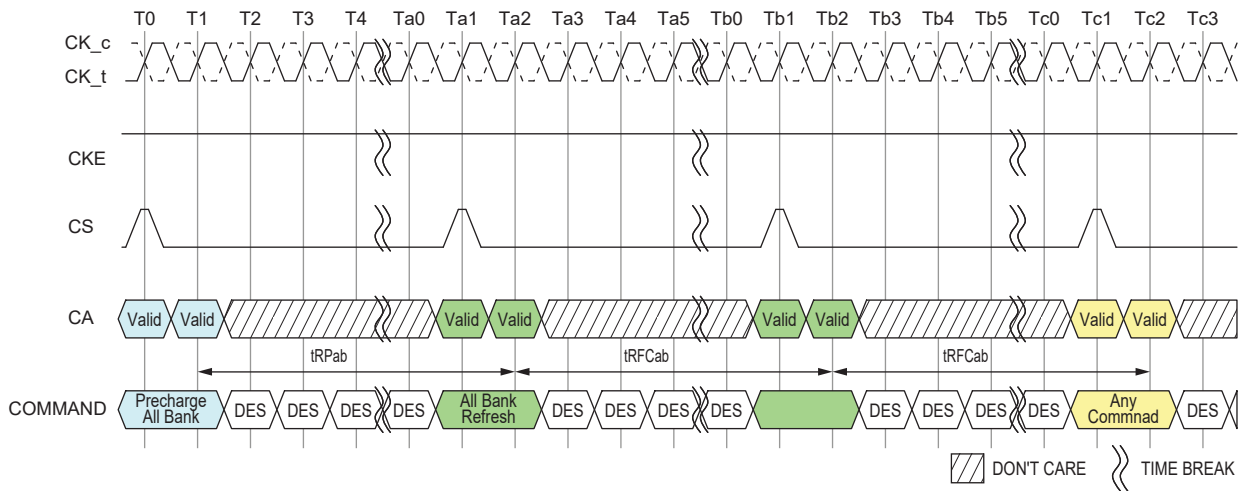 T0 T1 T2 T3 T4 Ta0 Ta1 Ta2 Ta3 Ta4 Ta5 Tb0 Tb1 Tb2 Tb3 Tb4 Tb5 Tc0 Tc1 Tc2 Tc3
CK_c
CK_t
CKE
CS
CA Valid Valid Valid Valid Valid Valid Valid Valid
tRPab tRFCab tRFCab
COMMAND Precharge All Bank DES DES DES DES All Bank Refresh DES DES DES DES DES DES DES DES Any Commnad DES
DON'T CARE TIME BREAK